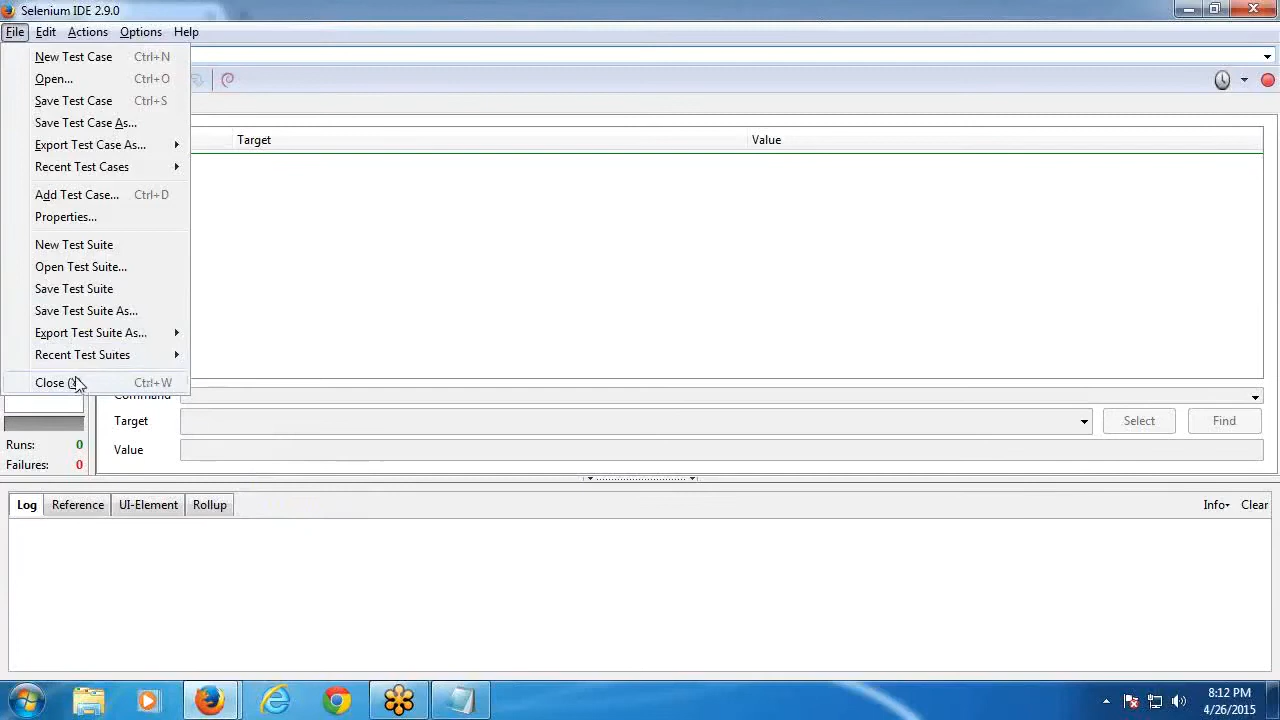 Selenium IDE 2.9.0
File Edit Actions Options Help
New Test Case Ctrl+N
Open... Ctrl+O
Save Test Case Ctrl+S
Save Test Case As...
Export Test Case As...
Recent Test Cases
Add Test Case... Ctrl+D
Properties...
New Test Suite
Open Test Suite...
Save Test Suite
Save Test Suite As...
Export Test Suite As...
Recent Test Suites
Close Ctrl+W
Target Value
Command
Target Select Find
Value
Runs: 0
Failures: 0
Log Reference UI-Element Rollup Info Clear
8:12 PM
4/26/2015